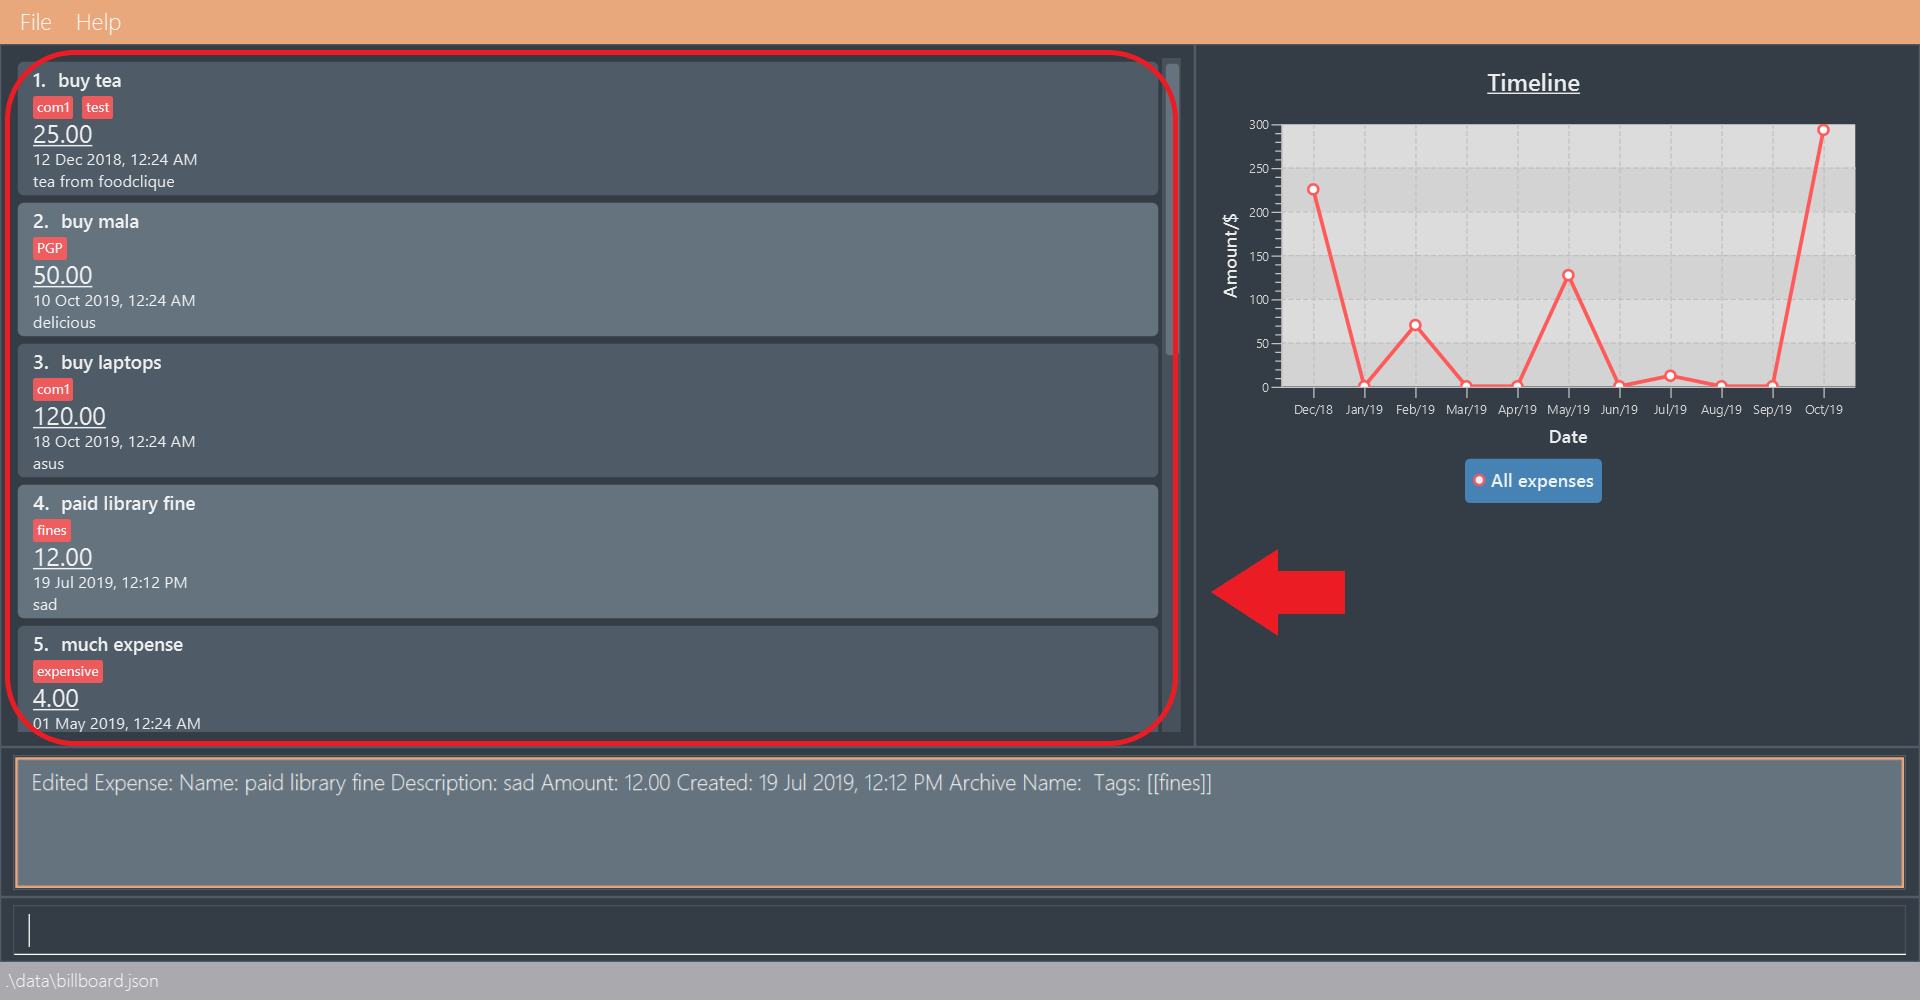 File Help
1. buy tea
com1 test
25.00
12 Dec 2018, 12:24 AM
tea from foodclique
2. buy mala
PGP
50.00
10 Oct 2019, 12:24 AM
delicious
3. buy laptops
com1
120.00
18 Oct 2019, 12:24 AM
asus
4. paid library fine
fines
12.00
19 Jul 2019, 12:12 PM
sad
5. much expense
expensive
4.00
01 May 2019, 12:24 AM
Timeline
Amount/$
300
250
200
150
100
50
0
Dec/18 Jan/19 Feb/19 Mar/19 Apr/19 May/19 Jun/19 Jul/19 Aug/19 Sep/19 Oct/19
Date
All expenses
Edited Expense: Name: paid library fine Description: sad Amount: 12.00 Created: 19 Jul 2019, 12:12 PM Archive Name:  Tags: [[fines]]
.\data\billboard.json